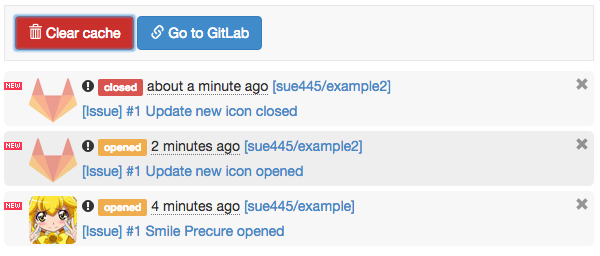 Clear cache Go to GitLab
NEW closed about a minute ago [sue445/example2]
[Issue] #1 Update new icon closed
NEW opened 2 minutes ago [sue445/example2]
[Issue] #1 Update new icon opened
NEW opened 4 minutes ago [sue445/example]
[Issue] #1 Smile Precure opened